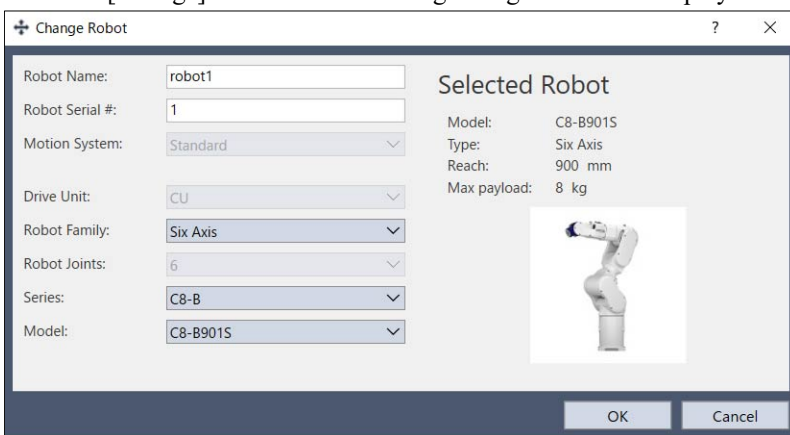 Change Robot ? ×
Robot Name: robot1
Robot Serial #: 1
Motion System: Standard
Drive Unit: CU
Robot Family: Six Axis
Robot Joints: 6
Series: C8-B
Model: C8-B901S
Selected Robot
Model: C8-B901S
Type: Six Axis
Reach: 900 mm
Max payload: 8 kg
OK Cancel